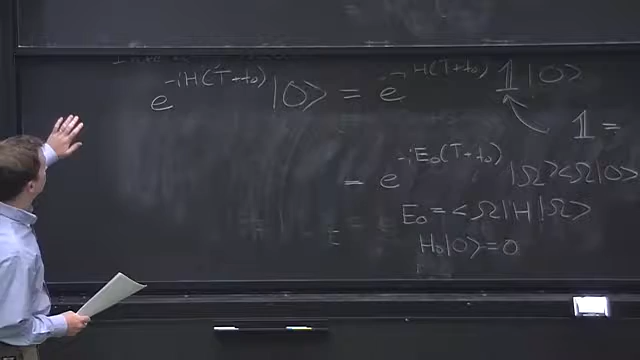 e^{-iH(T+t₀)} |0⟩ = e^{-iH(T+t₀)} 𝟙 |0⟩
𝟙 =
= e^{-iE₀(T+t₀)} |Ω⟩⟨Ω|0⟩
E₀ = ⟨Ω|H|Ω⟩
H₀|0⟩ = 0